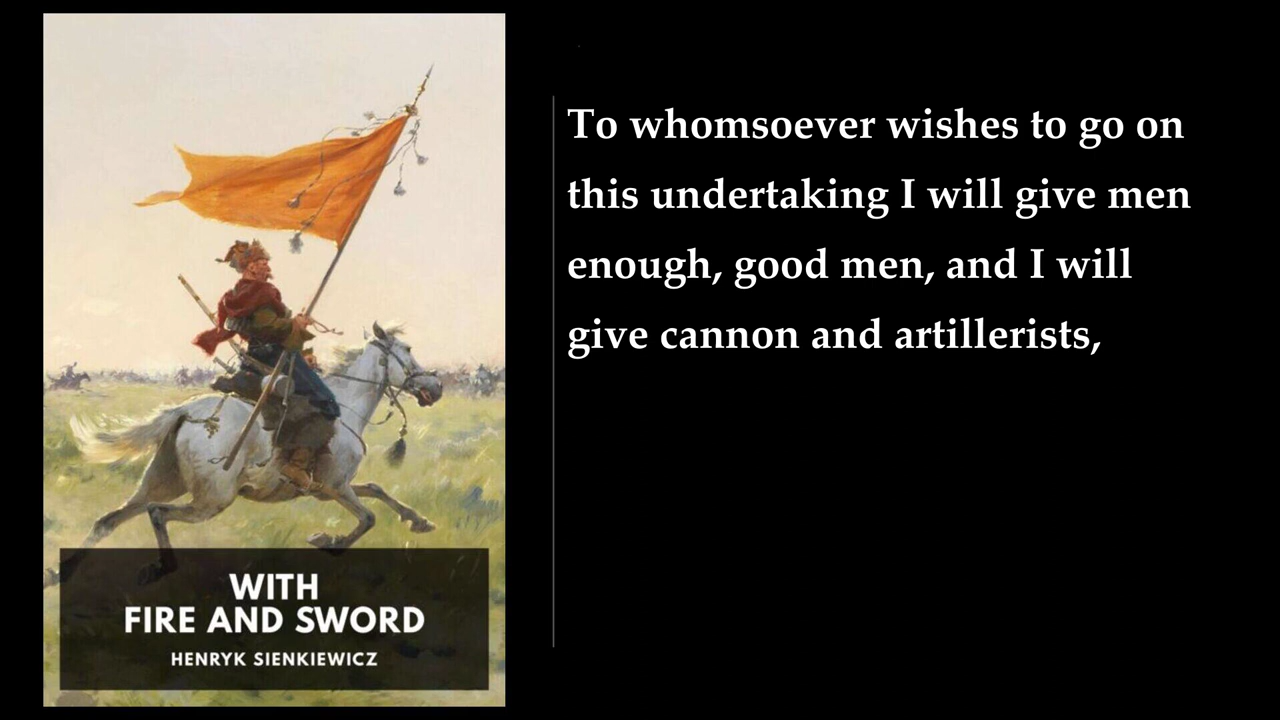 To whomsoever wishes to go on
this undertaking I will give men
enough, good men, and I will
give cannon and artillerists,
WITH
FIRE AND SWORD
HENRYK SIENKIEWICZ